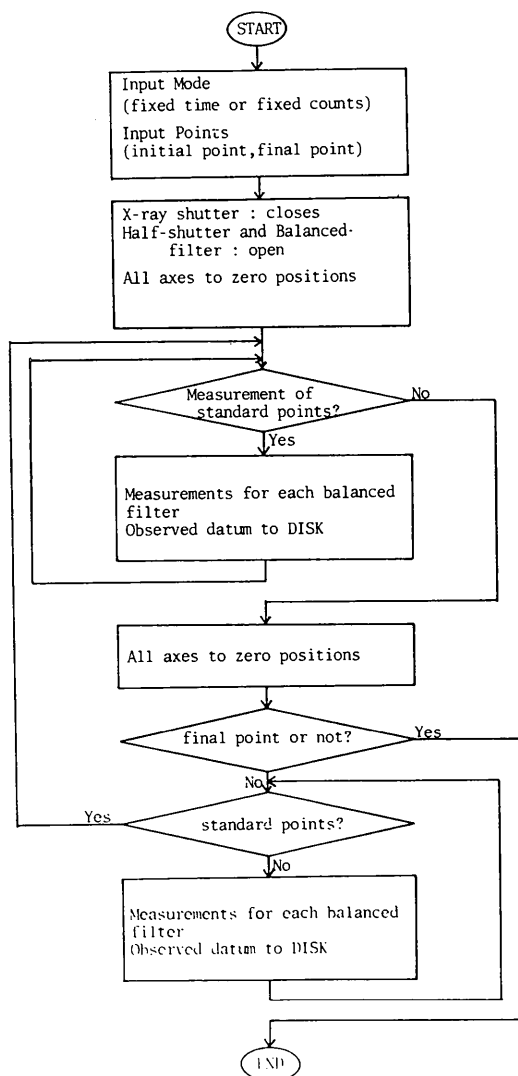 START
Input Mode
(fixed time or fixed counts)
Input Points
(initial point,final point)
X-ray shutter : closes
Half-shutter and Balanced-
filter : open
All axes to zero positions
Measurement of
standard points?
No
Yes
Measurements for each balanced
filter
Observed datum to DISK
All axes to zero positions
final point or not?
Yes
No
Yes
standard points?
No
Measurements for each balanced
filter
Observed datum to DISK
END